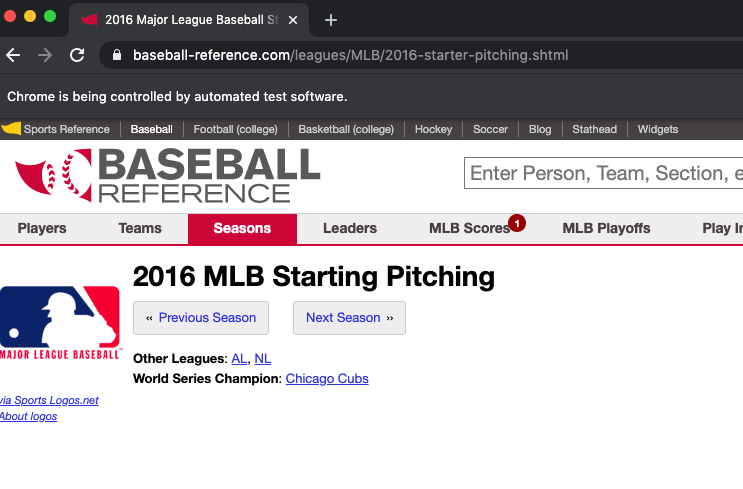 2016 Major League Baseball St
baseball-reference.com/leagues/MLB/2016-starter-pitching.shtml
Chrome is being controlled by automated test software.
Sports Reference Baseball Football (college) Basketball (college) Hockey Soccer Blog Stathead Widgets
BASEBALL
REFERENCE
Enter Person, Team, Section, e
Players Teams Seasons Leaders MLB Scores 1 MLB Playoffs Play In
2016 MLB Starting Pitching
« Previous Season Next Season »
Other Leagues: AL, NL
World Series Champion: Chicago Cubs
MAJOR LEAGUE BASEBALL
via Sports Logos.net
About logos